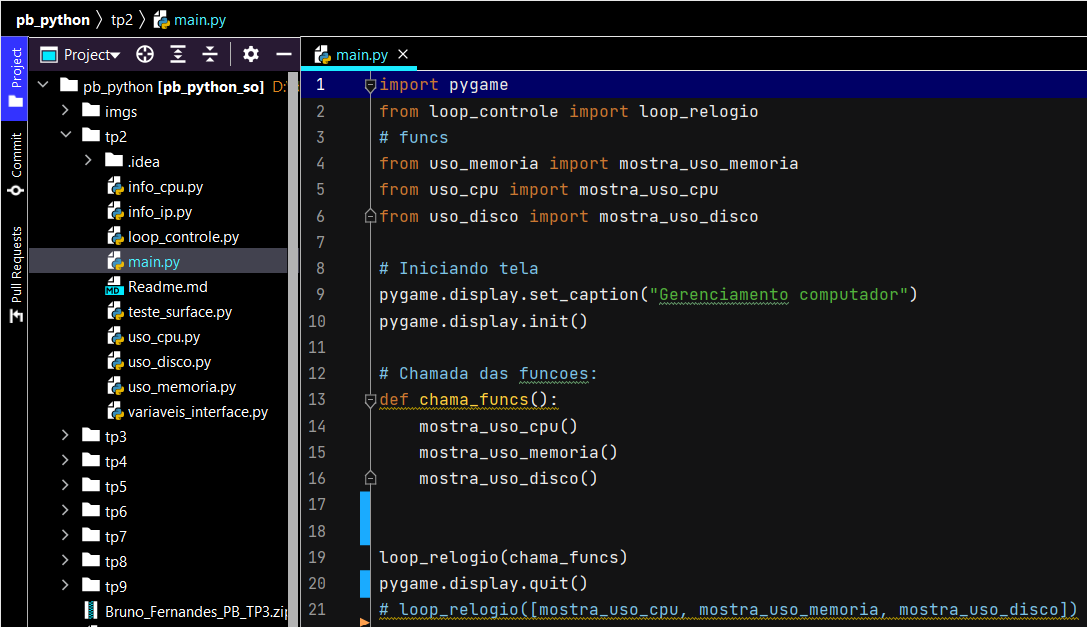 pb_python > tp2 > main.py
Project
Commit
Pull Requests
Project
pb_python [pb_python_so] D:
imgs
tp2
.idea
info_cpu.py
info_ip.py
loop_controle.py
main.py
Readme.md
teste_surface.py
uso_cpu.py
uso_disco.py
uso_memoria.py
variaveis_interface.py
tp3
tp4
tp5
tp6
tp7
tp8
tp9
Bruno_Fernandes_PB_TP3.zip
main.py
1 import pygame
2 from loop_controle import loop_relogio
3 # funcs
4 from uso_memoria import mostra_uso_memoria
5 from uso_cpu import mostra_uso_cpu
6 from uso_disco import mostra_uso_disco
7
8 # Iniciando tela
9 pygame.display.set_caption("Gerenciamento computador")
10 pygame.display.init()
11
12 # Chamada das funcoes:
13 def chama_funcs():
14     mostra_uso_cpu()
15     mostra_uso_memoria()
16     mostra_uso_disco()
17
18
19 loop_relogio(chama_funcs)
20 pygame.display.quit()
21 # loop_relogio([mostra_uso_cpu, mostra_uso_memoria, mostra_uso_disco])